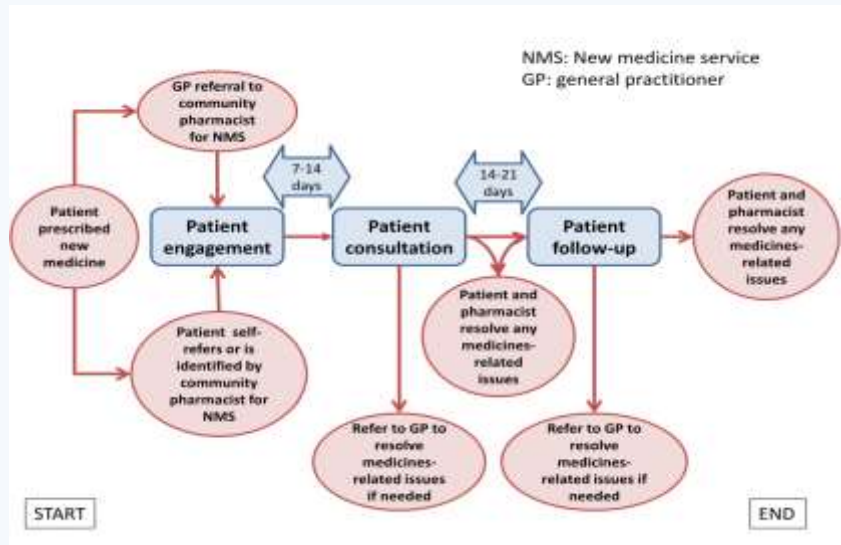 NMS: New medicine service
GP: general practitioner
GP referral to
community
pharmacist
for NMS
7-14
days
14-21
days
Patient
prescribed
new
medicine
Patient
engagement
Patient
consultation
Patient
follow-up
Patient and
pharmacist
resolve any
medicines-
related
issues
Patient self-
refers or is
identified by
community
pharmacist for
NMS
Patient and
pharmacist
resolve any
medicines-
related
issues
Refer to GP to
resolve
medicines-
related issues
if needed
Refer to GP to
resolve
medicines-
related issues if
needed
START
END